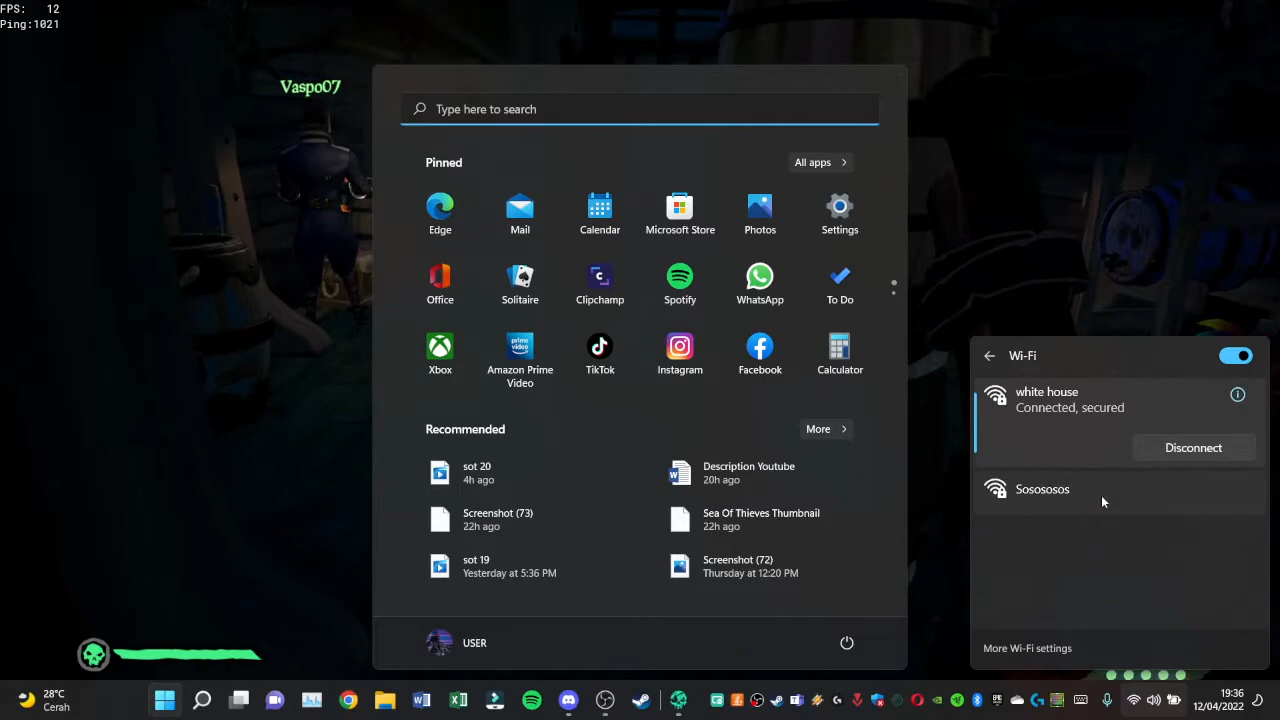 FPS: 12
Ping:1021
Vaspo07
Type here to search
Pinned
All apps
Edge
Mail
Calendar
Microsoft Store
Photos
Settings
Office
Solitaire
Clipchamp
Spotify
WhatsApp
To Do
prime video
Xbox
Amazon Prime
Video
TikTok
Instagram
Facebook
Calculator
Recommended
More
sot 20
4h ago
Description Youtube
20h ago
Screenshot (73)
22h ago
Sea Of Thieves Thumbnail
22h ago
sot 19
Yesterday at 5:36 PM
Screenshot (72)
Thursday at 12:20 PM
USER
Wi-Fi
white house
Connected, secured
Disconnect
Sosososos
More Wi-Fi settings
28°C
Cerah
19:36
12/04/2022